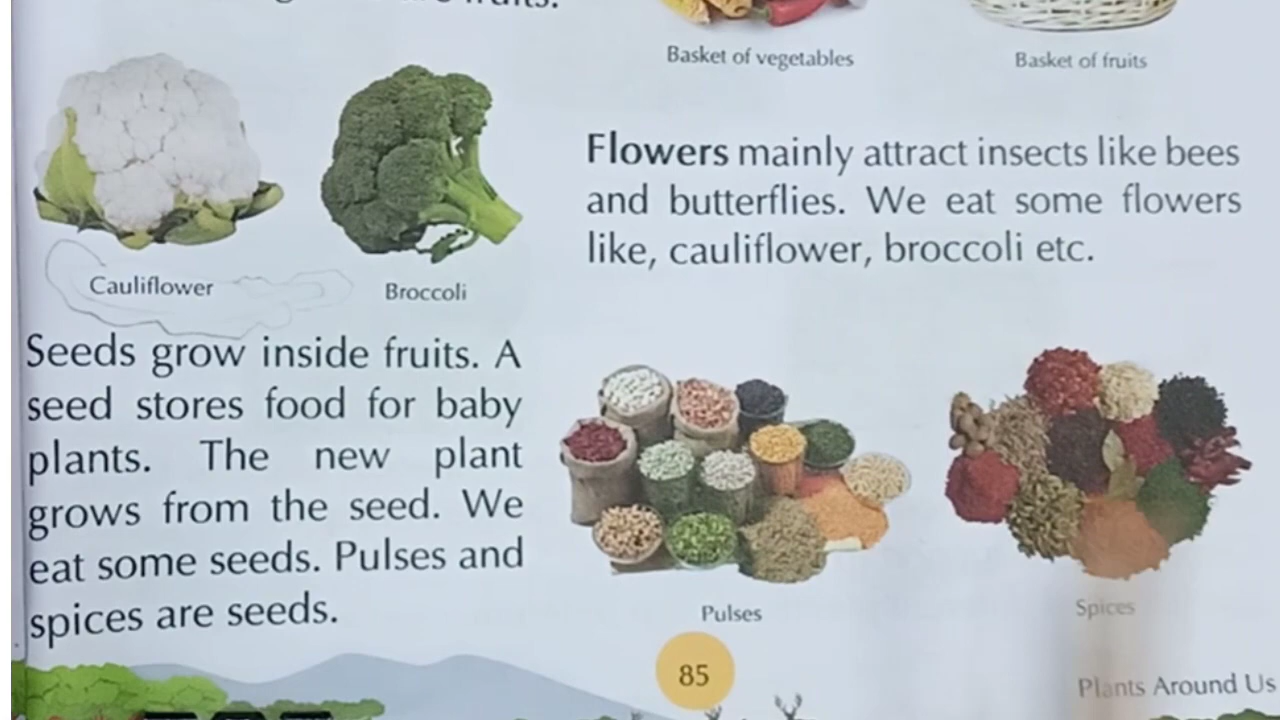 fruits.
Basket of vegetables
Basket of fruits
Cauliflower
Broccoli
Flowers mainly attract insects like bees
and butterflies. We eat some flowers
like, cauliflower, broccoli etc.
Seeds grow inside fruits. A
seed stores food for baby
plants. The new plant
grows from the seed. We
eat some seeds. Pulses and
spices are seeds.
Pulses
Spices
85
Plants Around Us